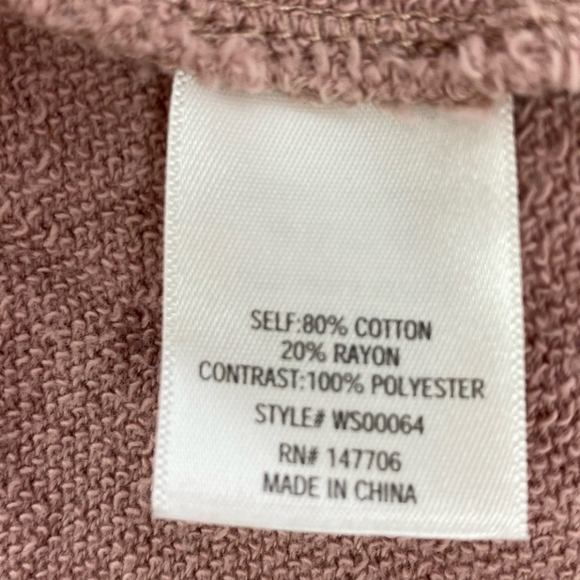 SELF:80% COTTON
20% RAYON
CONTRAST:100% POLYESTER
STYLE# WS00064
RN# 147706
MADE IN CHINA